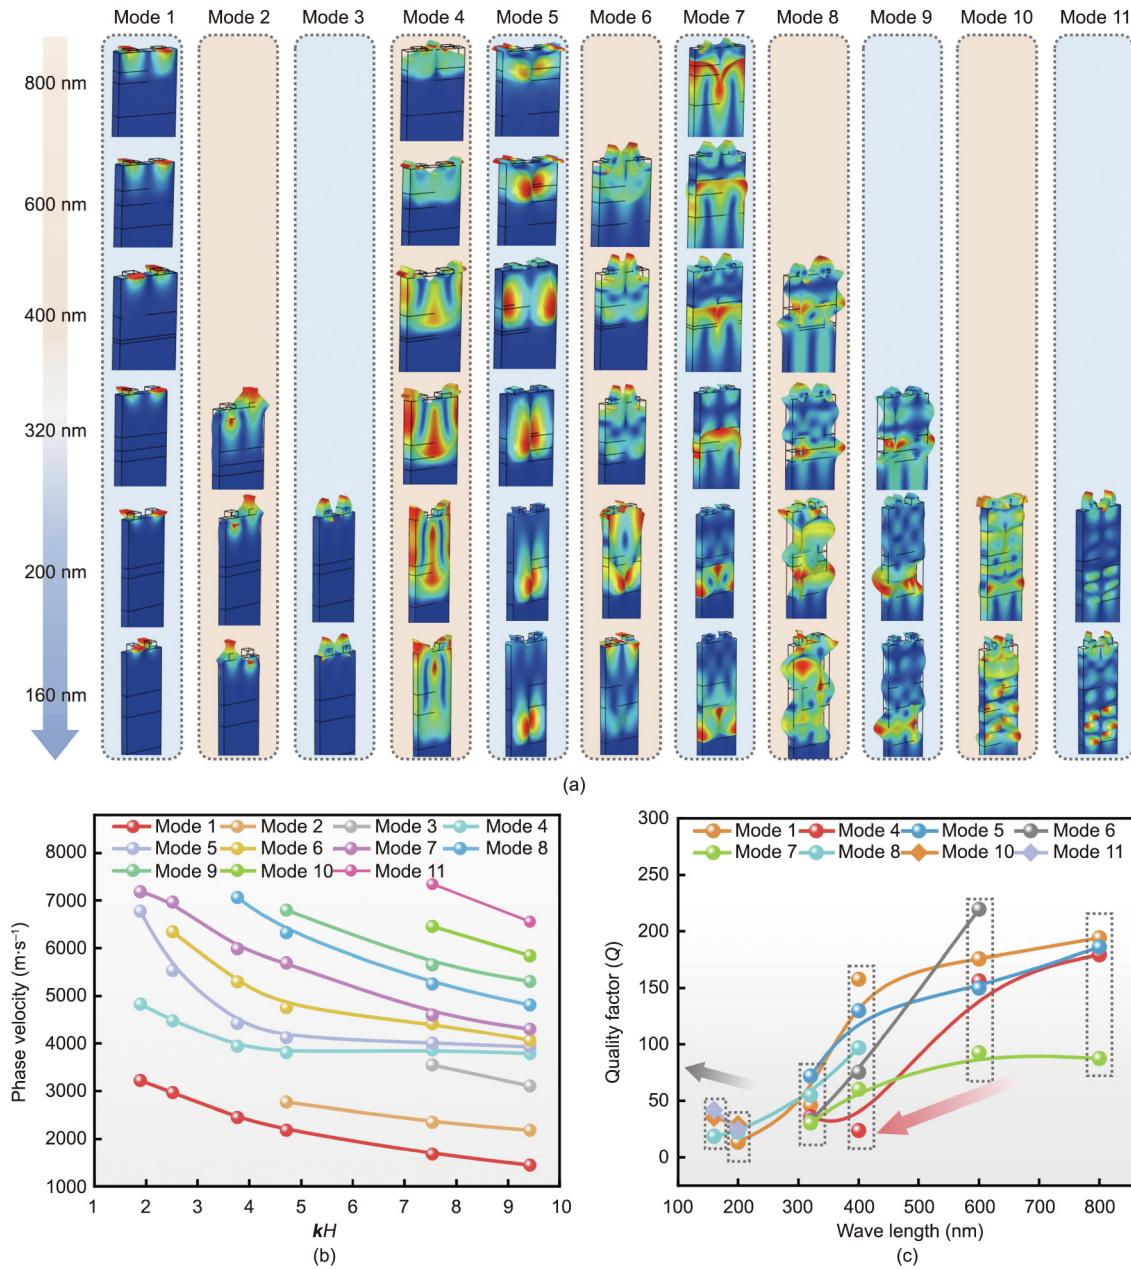 Mode 1 Mode 2 Mode 3 Mode 4 Mode 5 Mode 6 Mode 7 Mode 8 Mode 9 Mode 10 Mode 11
800 nm
600 nm
400 nm
320 nm
200 nm
160 nm
(a)
Mode 1 Mode 2 Mode 3 Mode 4
Mode 5 Mode 6 Mode 7 Mode 8
Mode 9 Mode 10 Mode 11
8000
7000
6000
5000
4000
3000
2000
1000
Phase velocity (m·s⁻¹)
1 2 3 4 5 6 7 8 9 10
kH
(b)
Mode 1 Mode 4 Mode 5 Mode 6
Mode 7 Mode 8 Mode 10 Mode 11
300
250
200
150
100
50
0
Quality factor (Q)
100 200 300 400 500 600 700 800
Wave length (nm)
(c)